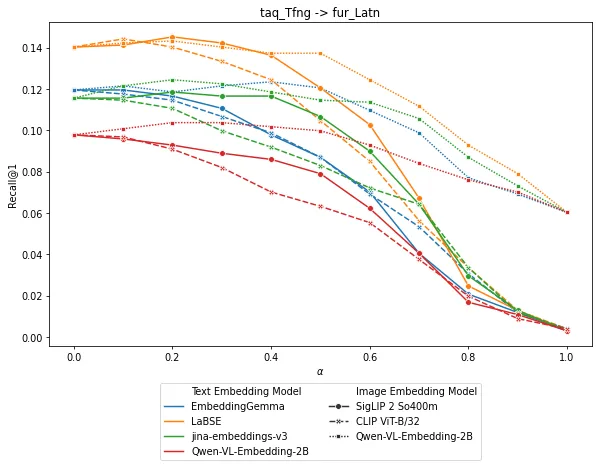 taq_Tfng -> fur_Latn
Recall@1
0.14
0.12
0.10
0.08
0.06
0.04
0.02
0.00
0.0 0.2 0.4 0.6 0.8 1.0
α
Text Embedding Model
EmbeddingGemma
LaBSE
jina-embeddings-v3
Qwen-VL-Embedding-2B
Image Embedding Model
SigLIP 2 So400m
CLIP ViT-B/32
Qwen-VL-Embedding-2B